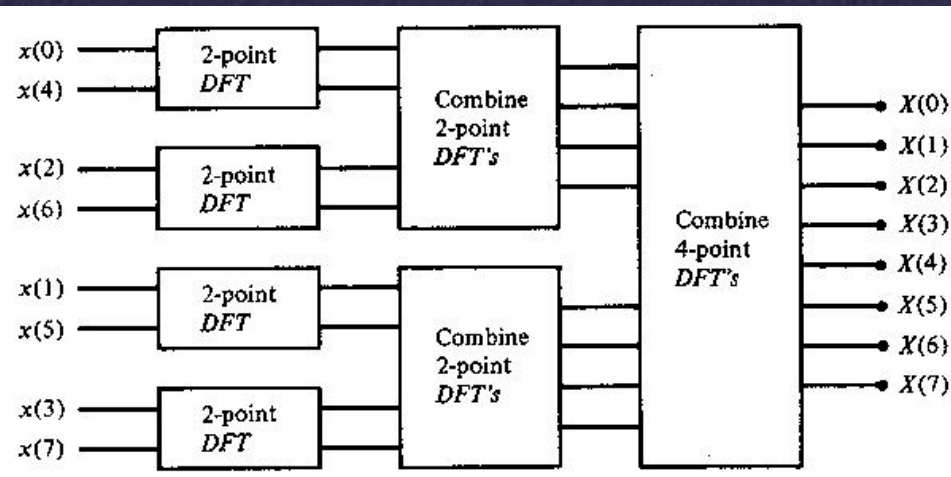 x(0)
x(4)
2-point
DFT
x(2)
x(6)
2-point
DFT
x(1)
x(5)
2-point
DFT
x(3)
x(7)
2-point
DFT
Combine
2-point
DFT's
Combine
2-point
DFT's
Combine
4-point
DFT's
X(0)
X(1)
X(2)
X(3)
X(4)
X(5)
X(6)
X(7)